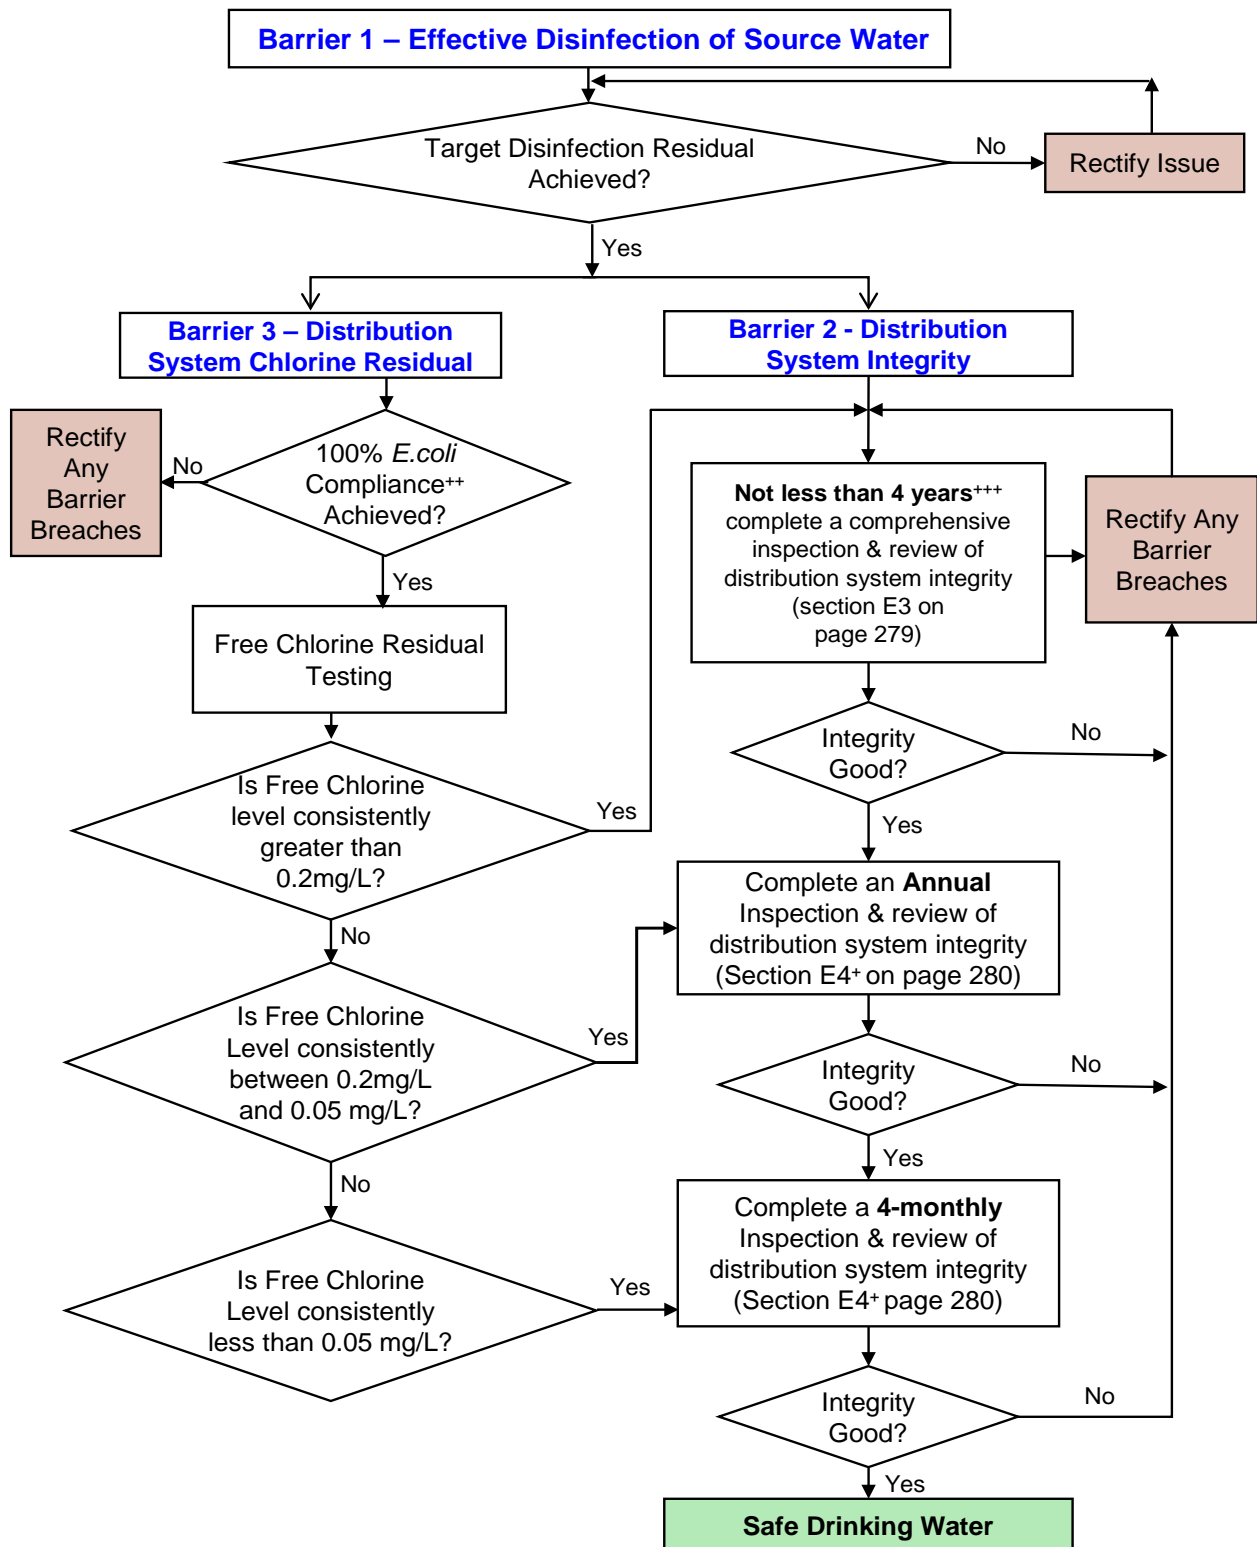 Barrier 1 – Effective Disinfection of Source Water
Target Disinfection Residual
Achieved?
No
Rectify Issue
Yes
Barrier 3 – Distribution
System Chlorine Residual
Barrier 2 - Distribution
System Integrity
Rectify
Any
Barrier
Breaches
No
100% E.coli
Compliance⁺⁺
Achieved?
Yes
Free Chlorine Residual
Testing
Is Free Chlorine
level consistently
greater than
0.2mg/L?
Yes
No
Is Free Chlorine
Level consistently
between 0.2mg/L
and 0.05 mg/L?
Yes
No
Is Free Chlorine
Level consistently
less than 0.05 mg/L?
Yes
Not less than 4 years⁺⁺⁺
complete a comprehensive
inspection & review of
distribution system integrity
(section E3 on
page 279)
Rectify Any
Barrier
Breaches
Integrity
Good?
No
Yes
Complete an Annual
Inspection & review of
distribution system integrity
(Section E4⁺ on page 280)
Integrity
Good?
No
Yes
Complete a 4-monthly
Inspection & review of
distribution system integrity
(Section E4⁺ page 280)
Integrity
Good?
No
Yes
Safe Drinking Water